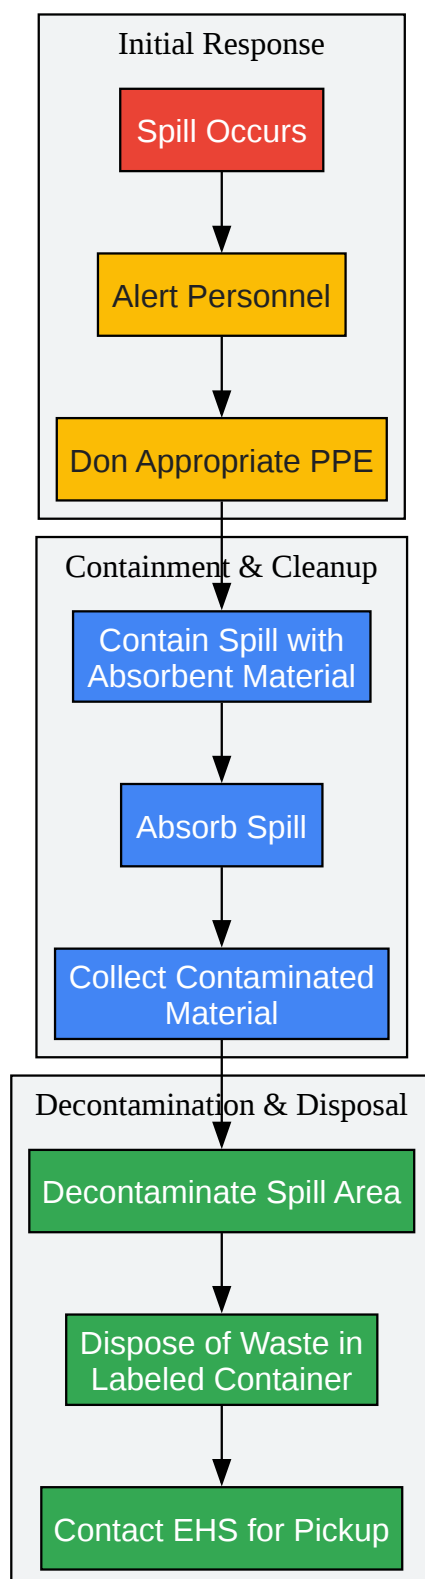 Initial Response
Spill Occurs
Alert Personnel
Don Appropriate PPE
Containment & Cleanup
Contain Spill with
Absorbent Material
Absorb Spill
Collect Contaminated
Material
Decontamination & Disposal
Decontaminate Spill Area
Dispose of Waste in
Labeled Container
Contact EHS for Pickup